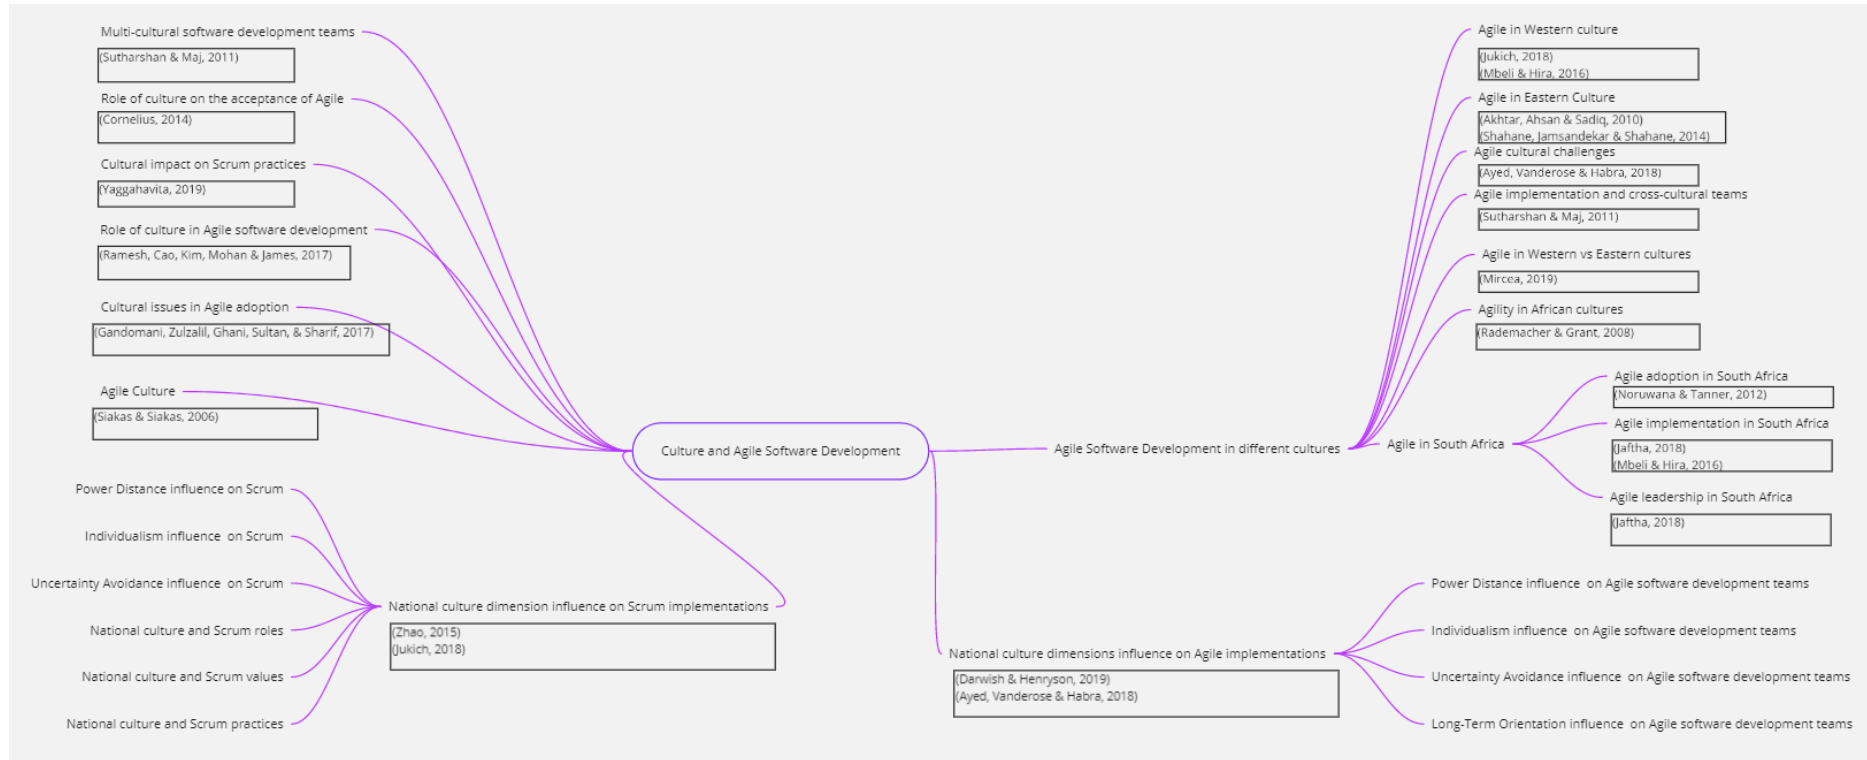 Multi-cultural software development teams
(Sutharshan & Maj, 2011)
Role of culture on the acceptance of Agile
(Cornelius, 2014)
Cultural impact on Scrum practices
(Yaggahavita, 2019)
Role of culture in Agile software development
(Ramesh, Cao, Kim, Mohan & James, 2017)
Cultural issues in Agile adoption
(Gandomani, Zulzalil, Ghani, Sultan, & Sharif, 2017)
Agile Culture
(Siakas & Siakas, 2006)
Culture and Agile Software Development
Power Distance influence on Scrum
Individualism influence on Scrum
Uncertainty Avoidance influence on Scrum
National culture and Scrum roles
National culture and Scrum values
National culture and Scrum practices
National culture dimension influence on Scrum implementations
(Zhao, 2015)
(Jukich, 2018)
Agile Software Development in different cultures
Agile in Western culture
(Jukich, 2018)
(Mbeli & Hira, 2016)
Agile in Eastern Culture
(Akhtar, Ahsan & Sadiq, 2010)
(Shahane, Jamsandekar & Shahane, 2014)
Agile cultural challenges
(Ayed, Vanderose & Habra, 2018)
Agile implementation and cross-cultural teams
(Sutharshan & Maj, 2011)
Agile in Western vs Eastern cultures
(Mircea, 2019)
Agility in African cultures
(Rademacher & Grant, 2008)
Agile in South Africa
Agile adoption in South Africa
(Noruwana & Tanner, 2012)
Agile implementation in South Africa
(Jaftha, 2018)
(Mbeli & Hira, 2016)
Agile leadership in South Africa
(Jaftha, 2018)
National culture dimensions influence on Agile implementations
(Darwish & Henryson, 2019)
(Ayed, Vanderose & Habra, 2018)
Power Distance influence on Agile software development teams
Individualism influence on Agile software development teams
Uncertainty Avoidance influence on Agile software development teams
Long-Term Orientation influence on Agile software development teams